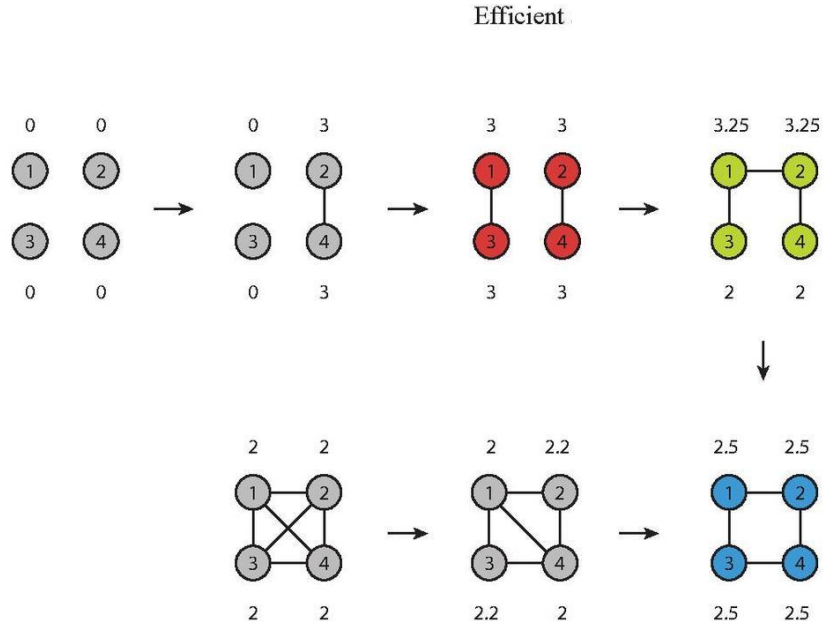 Efficient
0 0 0 3 3 3 3.25 3.25
1 2 1 2 1 2 1 2
3 4 3 4 3 4 3 4
0 0 0 3 3 3 2 2
2 2 2 2.2 2.5 2.5
1 2 1 2 1 2
3 4 3 4 3 4
2 2 2.2 2 2.5 2.5